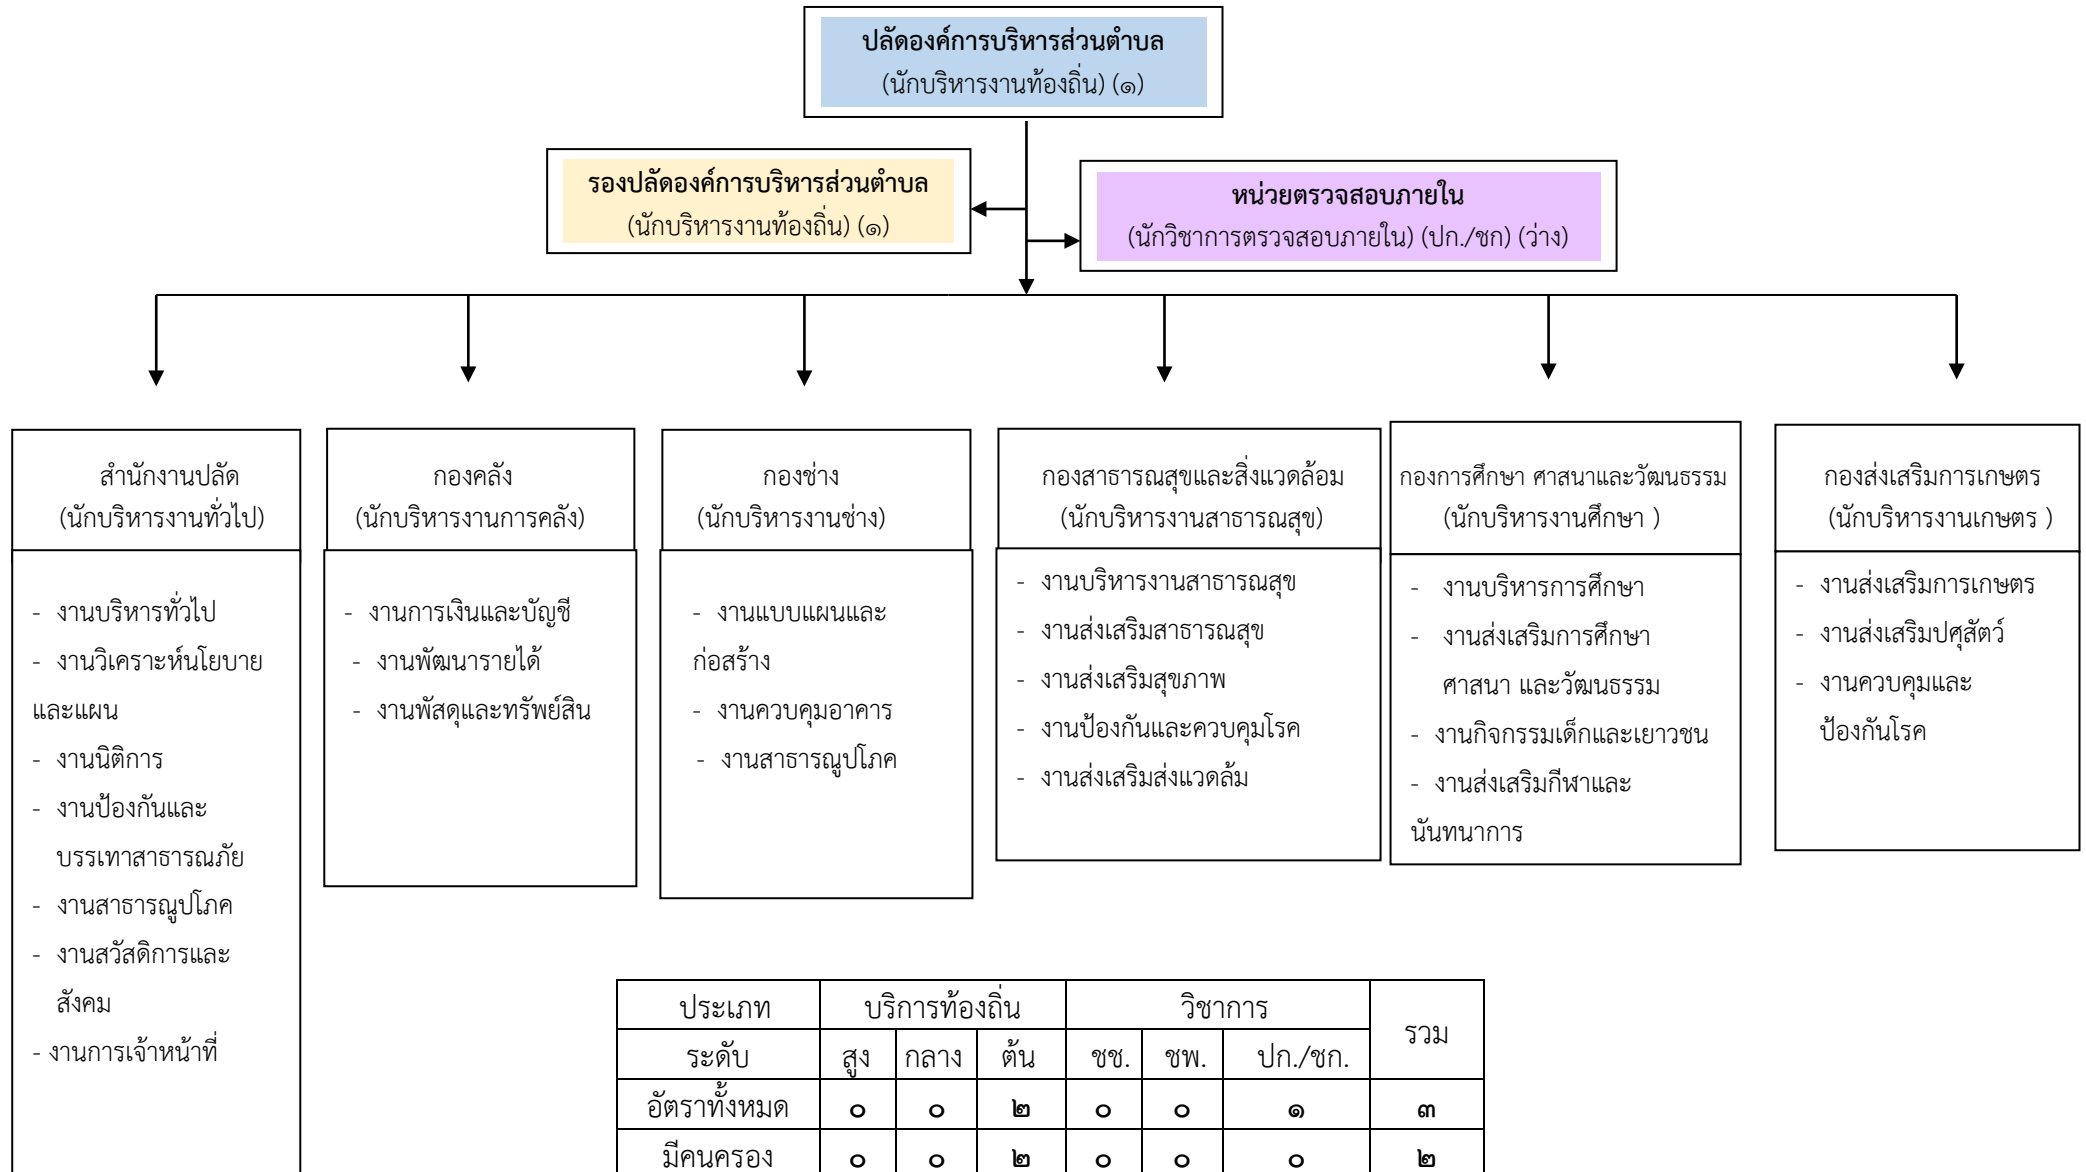 ปลัดองค์การบริหารส่วนตำบล
(นักบริหารงานท้องถิ่น) (๑)
รองปลัดองค์การบริหารส่วนตำบล
(นักบริหารงานท้องถิ่น) (๑)
หน่วยตรวจสอบภายใน
(นักวิชาการตรวจสอบภายใน) (ปก./ชก) (ว่าง)
สำนักงานปลัด
(นักบริหารงานทั่วไป)
- งานบริหารทั่วไป
- งานวิเคราะห์นโยบาย
และแผน
- งานนิติการ
- งานป้องกันและ
บรรเทาสาธารณภัย
- งานสาธารณูปโภค
- งานสวัสดิการและ
สังคม
- งานการเจ้าหน้าที่
กองคลัง
(นักบริหารงานการคลัง)
- งานการเงินและบัญชี
- งานพัฒนารายได้
- งานพัสดุและทรัพย์สิน
กองช่าง
(นักบริหารงานช่าง)
- งานแบบแผนและ
ก่อสร้าง
- งานควบคุมอาคาร
- งานสาธารณูปโภค
กองสาธารณสุขและสิ่งแวดล้อม
(นักบริหารงานสาธารณสุข)
- งานบริหารงานสาธารณสุข
- งานส่งเสริมสาธารณสุข
- งานส่งเสริมสุขภาพ
- งานป้องกันและควบคุมโรค
- งานส่งเสริมส่งแวดล้ม
กองการศึกษา ศาสนาและวัฒนธรรม
(นักบริหารงานศึกษา )
- งานบริหารการศึกษา
- งานส่งเสริมการศึกษา
ศาสนา และวัฒนธรรม
- งานกิจกรรมเด็กและเยาวชน
- งานส่งเสริมกีฬาและ
นันทนาการ
กองส่งเสริมการเกษตร
(นักบริหารงานเกษตร )
- งานส่งเสริมการเกษตร
- งานส่งเสริมปศุสัตว์
- งานควบคุมและ
ป้องกันโรค
ประเภท บริการท้องถิ่น วิชาการ รวม
ระดับ สูง กลาง ต้น ชช. ชพ. ปก./ชก.
อัตราทั้งหมด ๐ ๐ ๒ ๐ ๐ ๑ ๓
มีคนครอง ๐ ๐ ๒ ๐ ๐ ๐ ๒